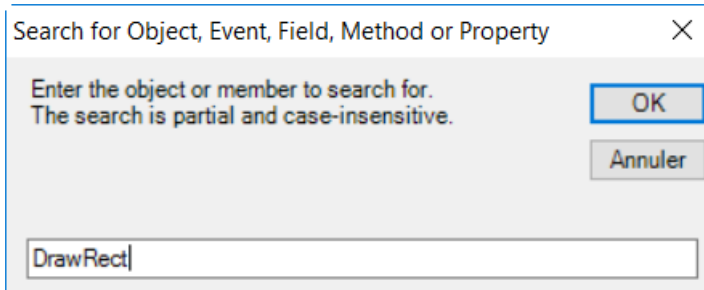 Search for Object, Event, Field, Method or Property
Enter the object or member to search for.
The search is partial and case-insensitive.
OK
Annuler
DrawRect